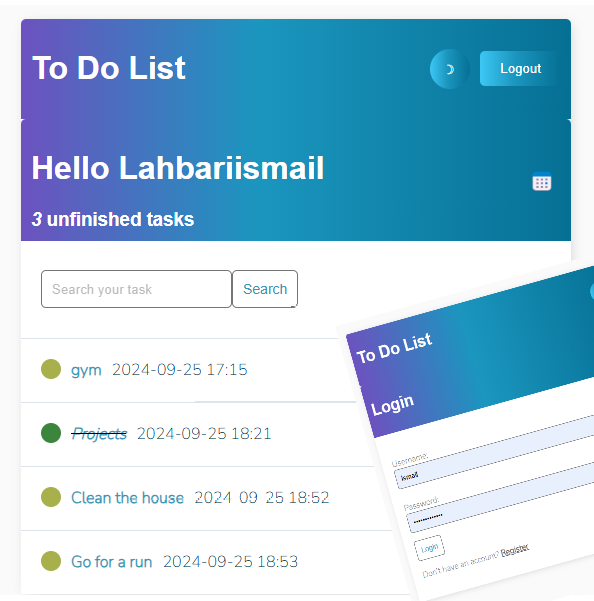 To Do List
Logout
Hello Lahbariismail
3 unfinished tasks
Search your task
Search
gym 2024-09-25 17:15
Projects 2024-09-25 18:21
Clean the house 2024 09 25 18:52
Go for a run 2024-09-25 18:53
To Do List
Login
Username:
ismail
Password:
Login
Don't have an account? Register